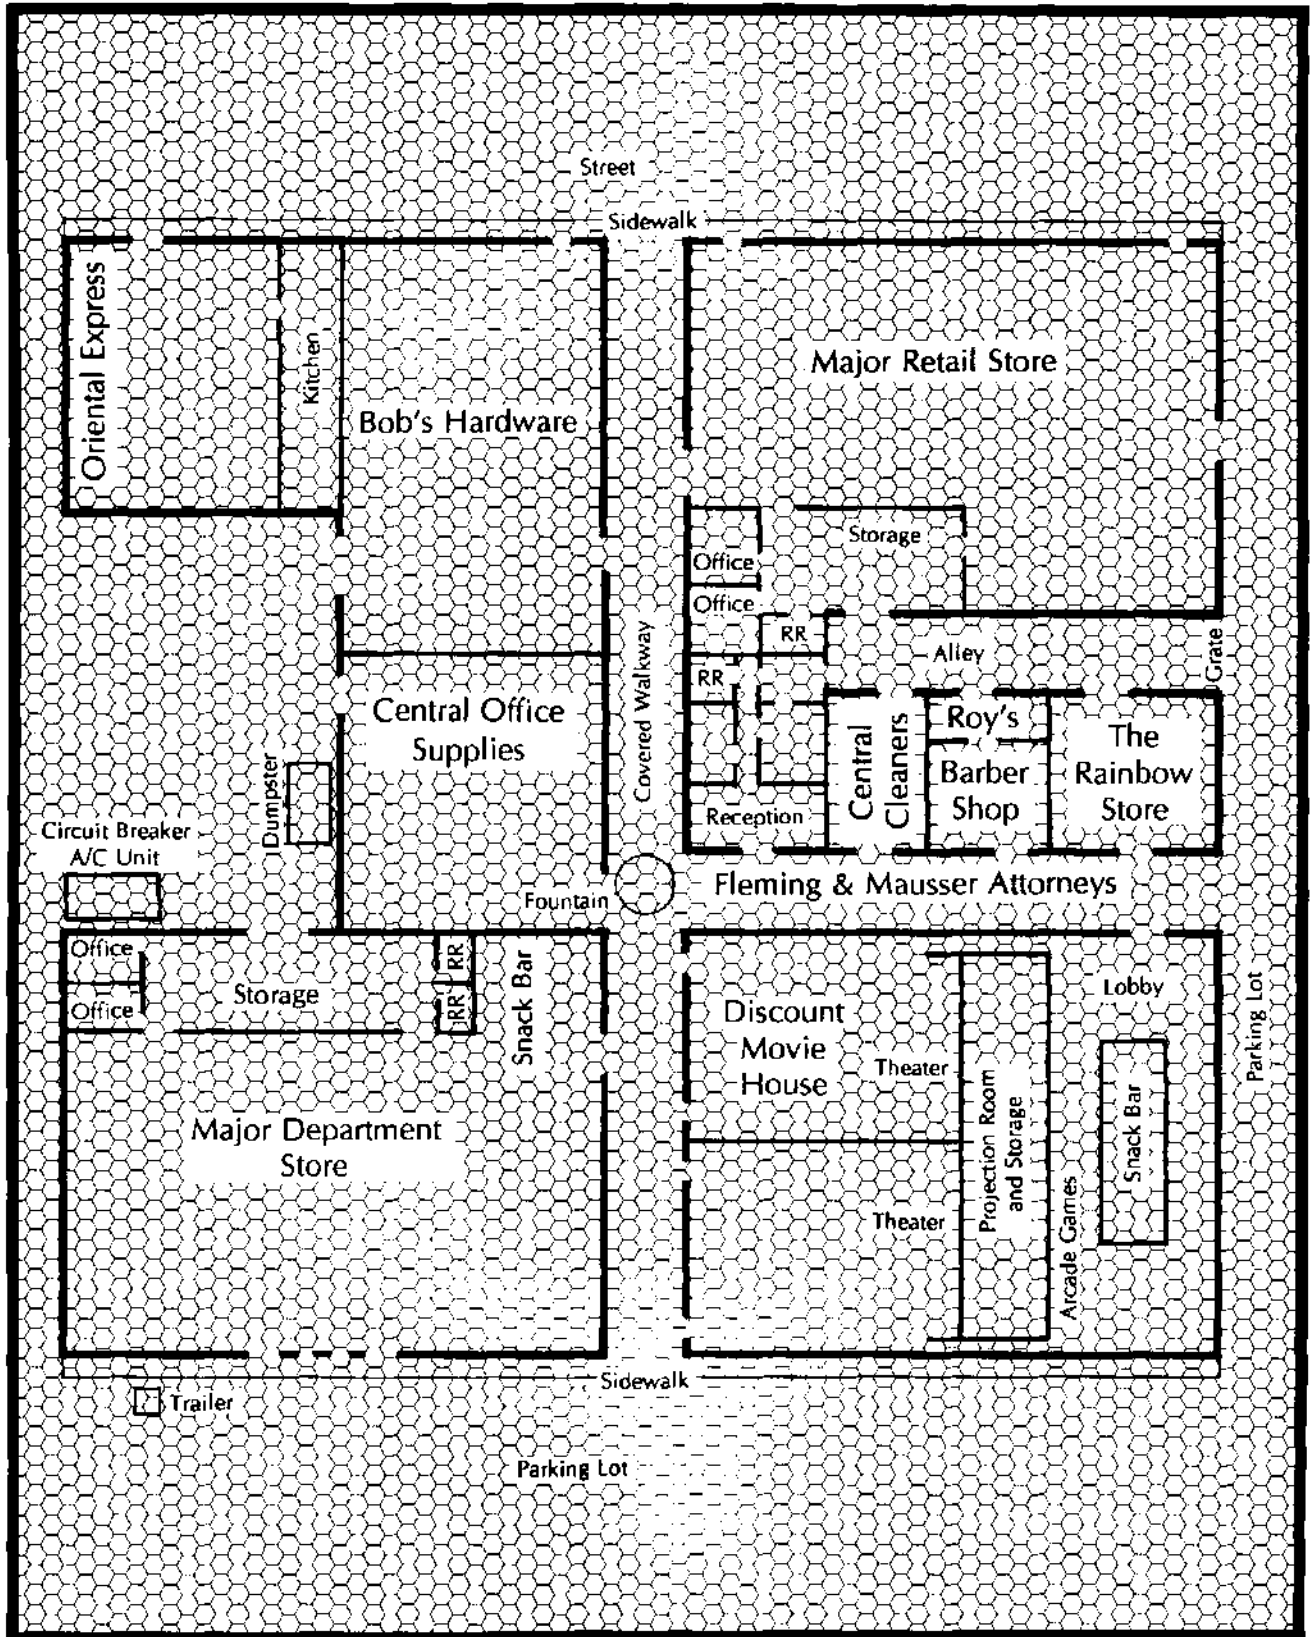 Street
Sidewalk
Oriental Express
Kitchen
Bob's Hardware
Major Retail Store
Storage
Office
Office
RR
Alley
Grate
RR
Covered Walkway
Central Office
Supplies
Roy's
Barber
Shop
Central
Cleaners
The
Rainbow
Store
Dumpster
Reception
Circuit Breaker
A/C Unit
Fountain
Fleming & Mausser Attorneys
Office
Office
Storage
RR
RR
Snack Bar
Discount
Movie
House
Theater
Lobby
Parking Lot
Projection Room
and Storage
Snack Bar
Major Department
Store
Theater
Arcade Games
Sidewalk
Trailer
Parking Lot